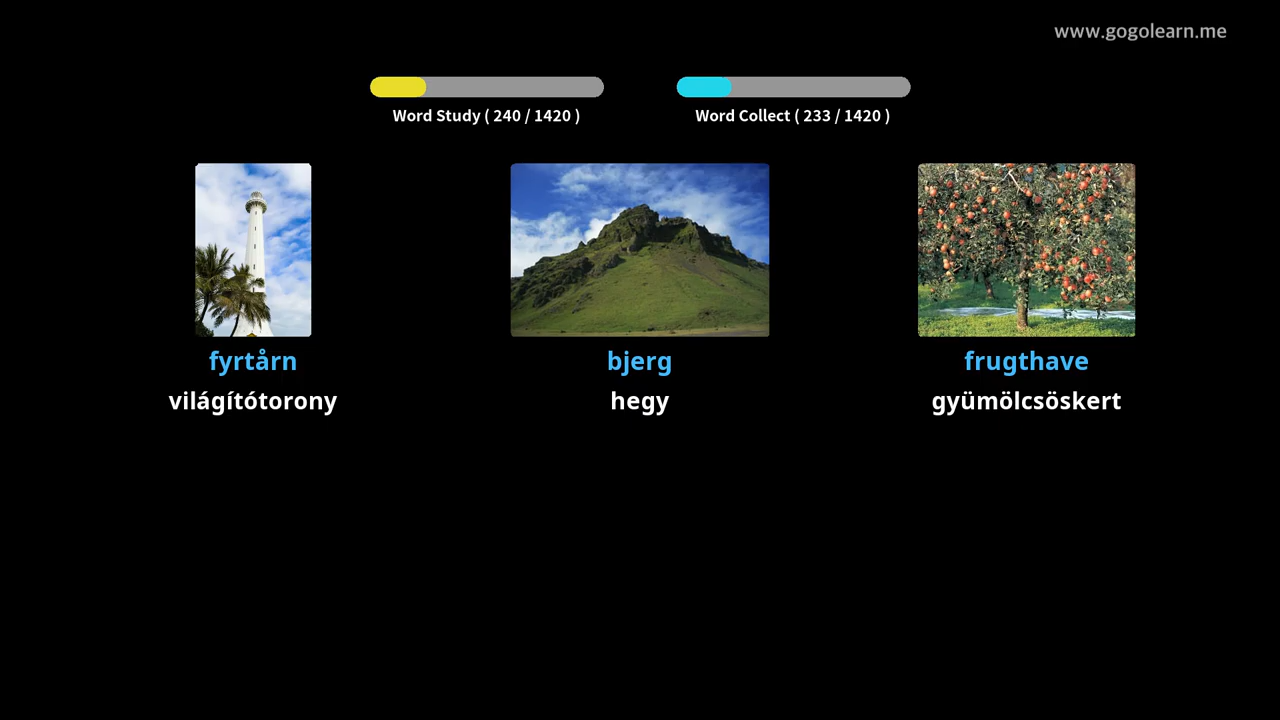 www.gogolearn.me
Word Study ( 240 / 1420 )
Word Collect ( 233 / 1420 )
fyrtårn
bjerg
frugthave
világítótorony
hegy
gyümölcsöskert